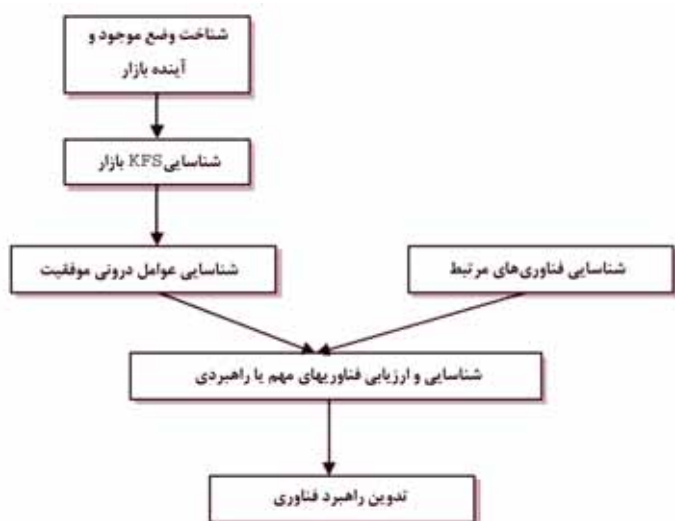 شناخت وضع موجود و
آینده بازار
شناسایی KFS بازار
شناسایی عوامل درونی موفقیت
شناسایی فناوری‌های مرتبط
شناسایی و ارزیابی فناوریهای مهم یا راهبردی
تدوین راهبرد فناوری